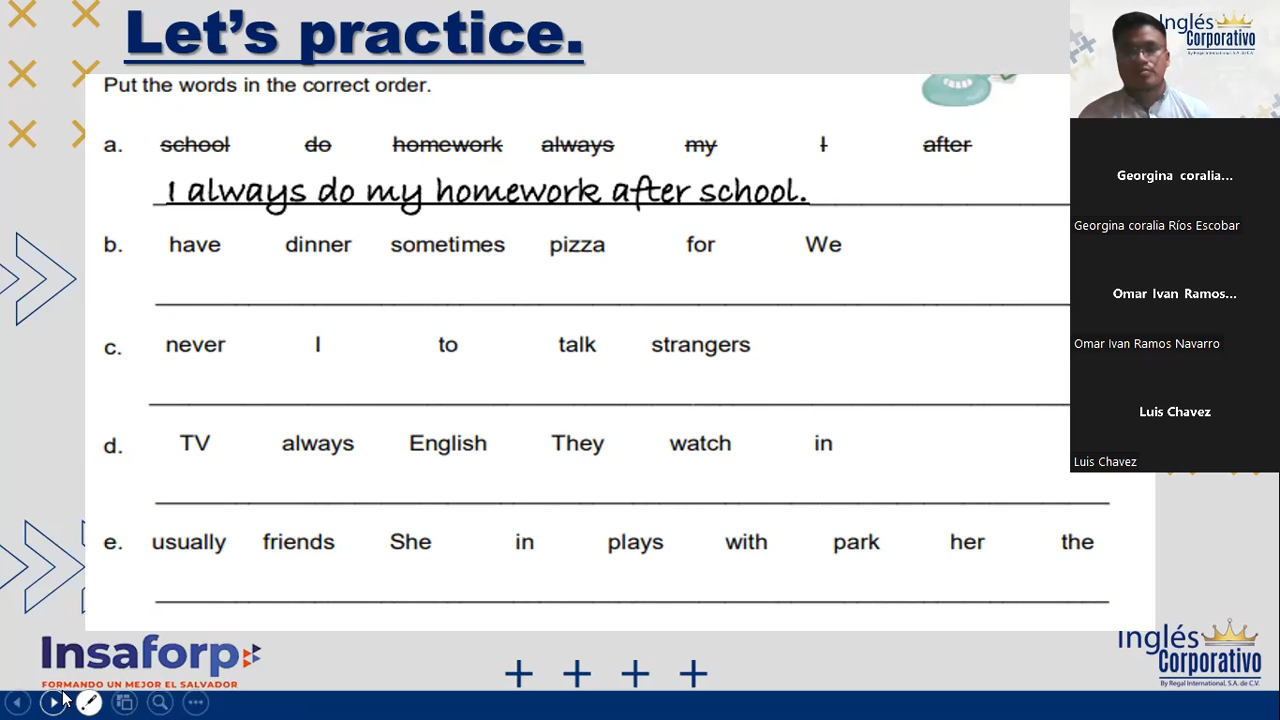 Let's practice.
Inglés
Corporativo
By Regal International, S.A. de C.V.
Put the words in the correct order.
a. school do homework always my I after
I always do my homework after school.
Georgina coralia...
Georgina coralia Ríos Escobar
b. have dinner sometimes pizza for We
Omar Ivan Ramos...
Omar Ivan Ramos Navarro
c. never I to talk strangers
Luis Chavez
Luis Chavez
d. TV always English They watch in
e. usually friends She in plays with park her the
Insaforp
FORMANDO UN MEJOR EL SALVADOR
Inglés
Corporativo
By Regal International, S.A. de C.V.